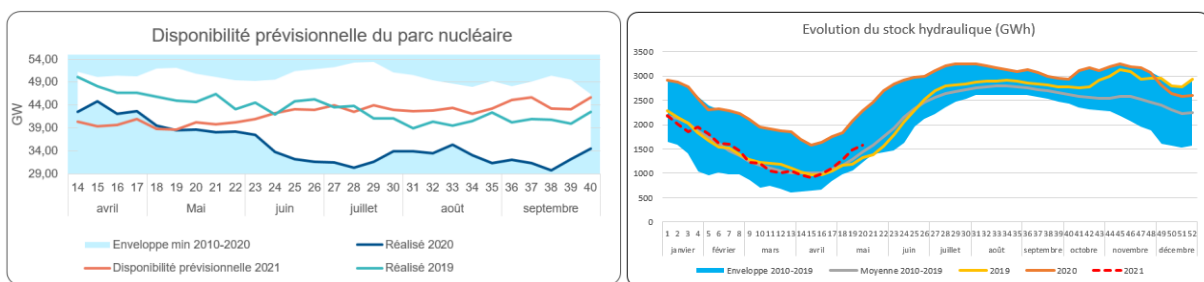 Disponibilité prévisionnelle du parc nucléaire
54,00
49,00
44,00
39,00
34,00
29,00
GW
14 15 16 17 18 19 20 21 22 23 24 25 26 27 28 29 30 31 32 33 34 35 36 37 38 39 40
avril Mai juin juillet août septembre
Enveloppe min 2010-2020 Réalisé 2020
Disponibilité prévisionnelle 2021 Réalisé 2019
Evolution du stock hydraulique (GWh)
3500
3000
2500
2000
1500
1000
500
0
1 2 3 4 5 6 7 8 9 10 11 12 13 14 15 16 17 18 19 20 21 22 23 24 25 26 27 28 29 30 31 32 33 34 35 36 37 38 39 40 41 42 43 44 45 46 47 48 49 50 51 52
janvier février mars avril mai juin juillet août septembre octobre novembre décembre
Enveloppe 2010-2019 Moyenne 2010-2019 2019 2020 2021